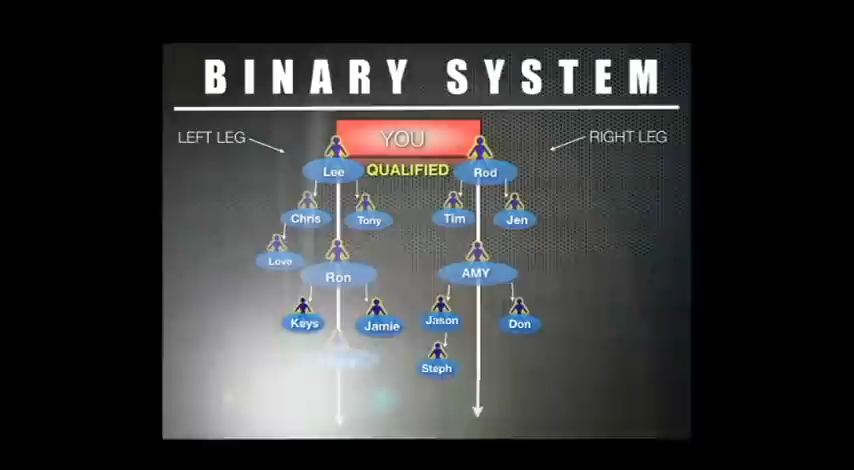 BINARY SYSTEM
LEFT LEG
YOU
RIGHT LEG
QUALIFIED
Lee
Rod
Chris
Tony
Tim
Jen
Love
Ron
AMY
Keys
Jamie
Jason
Don
Steph